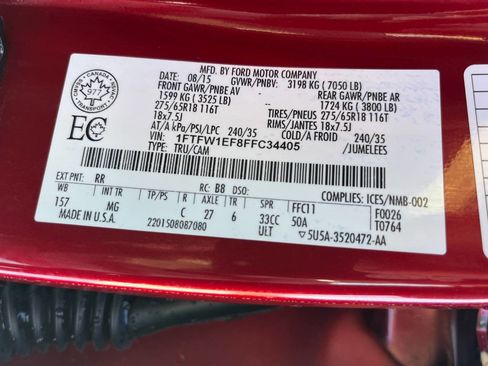 MFD. BY FORD MOTOR COMPANY
DATE: 08/15 GVWR/PNBV: 3198 KG (7050 LB)
FRONT GAWR/PNBE AV REAR GAWR/PNBE AR
1599 KG (3525 LB) 1724 KG (3800 LB)
275/65R18 116T TIRES/PNEUS 275/65R18 116T
18x7.5J RIMS/JANTES 18x7.5J
AT/A kPa/PSI/LPC 240/35 COLD/A FROID 240/35
VIN: 1FTFW1EF8FFC34405 /JUMELEES
TYPE: TRU/CAM
CANADA
97
EC
EXT PNT: RR RC: B8 DSO: COMPLIES: ICES/NMB-002
WB INT TR TP/PS R AXLE TR SPR FFC11 F0026
157 MG C 27 6 33CC 50A T0764
MADE IN U.S.A. 2201508087080 ULT 5U5A-3520472-AA